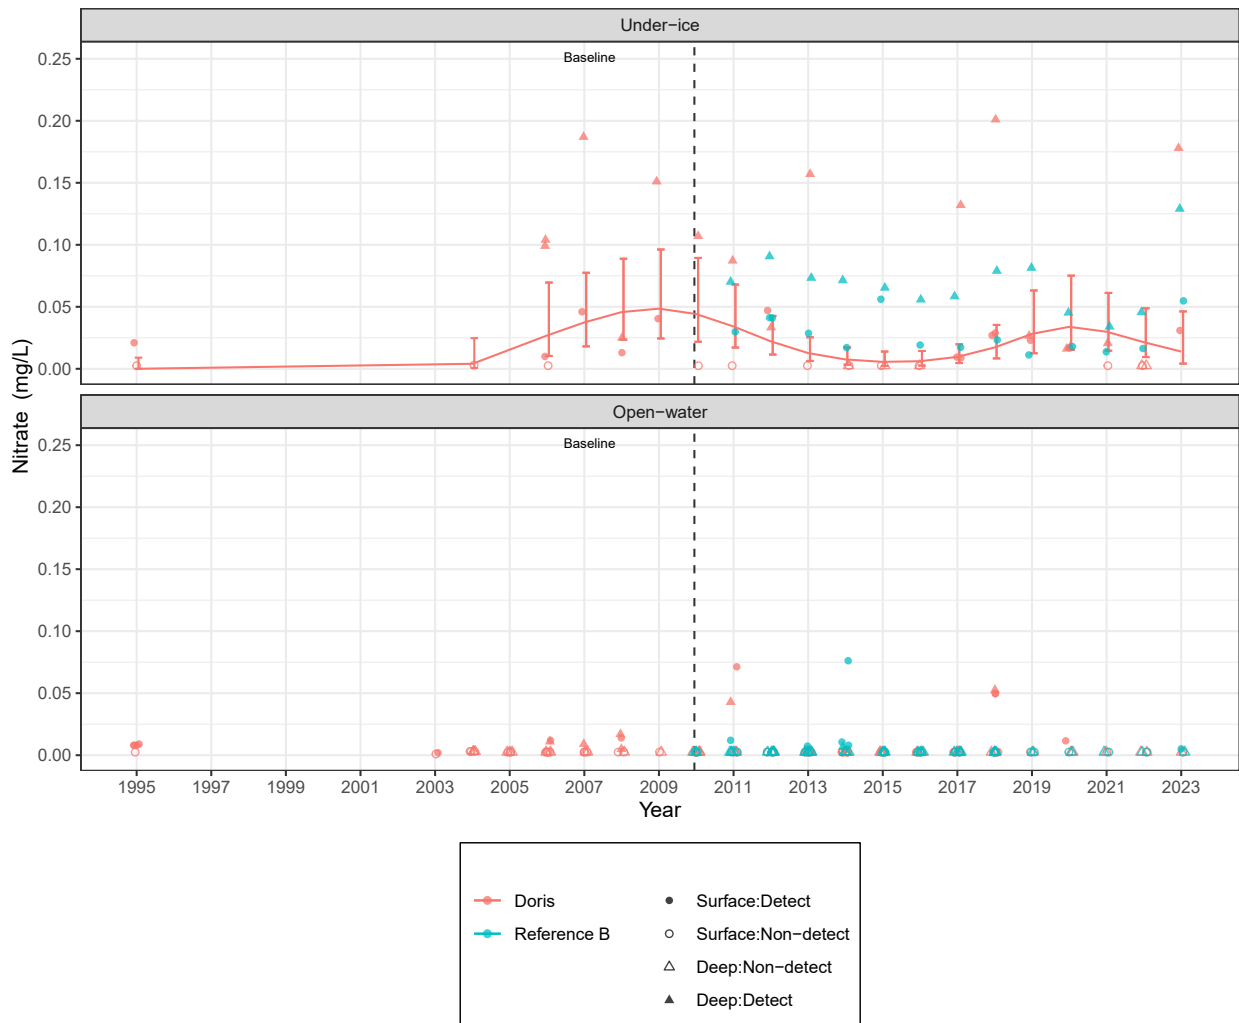 Under−ice
Baseline
0.25
0.20
0.15
0.10
0.05
0.00
Open−water
Baseline
0.25
0.20
0.15
0.10
0.05
0.00
Nitrate (mg/L)
1995 1997 1999 2001 2003 2005 2007 2009 2011 2013 2015 2017 2019 2021 2023
Year
Doris
Reference B
Surface:Detect
Surface:Non−detect
Deep:Non−detect
Deep:Detect